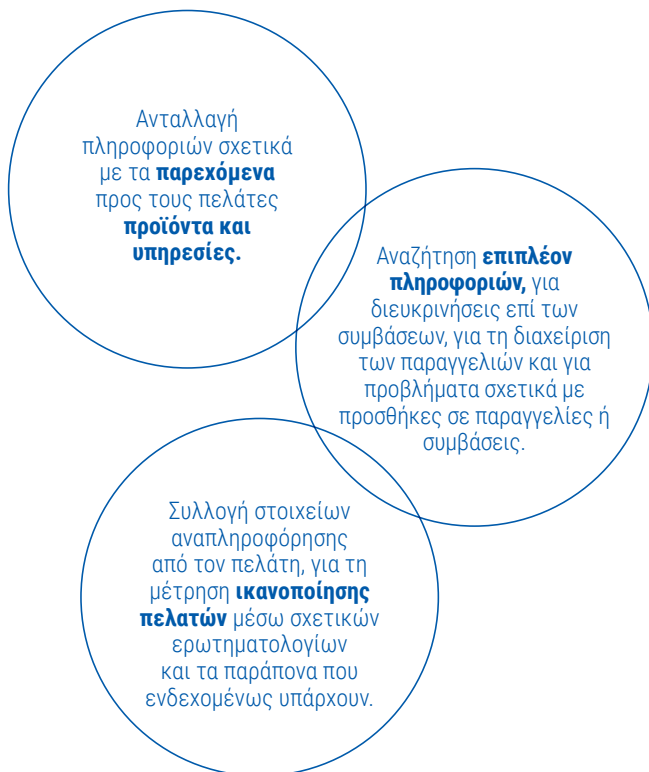 Ανταλλαγή
πληροφοριών σχετικά
με τα παρεχόμενα
προς τους πελάτες
προϊόντα και
υπηρεσίες.
Αναζήτηση επιπλέον
πληροφοριών, για
διευκρινήσεις επί των
συμβάσεων, για τη διαχείριση
των παραγγελιών και για
προβλήματα σχετικά με
προσθήκες σε παραγγελίες ή
συμβάσεις.
Συλλογή στοιχείων
αναπληροφόρησης
από τον πελάτη, για τη
μέτρηση ικανοποίησης
πελατών μέσω σχετικών
ερωτηματολογίων
και τα παράπονα που
ενδεχομένως υπάρχουν.